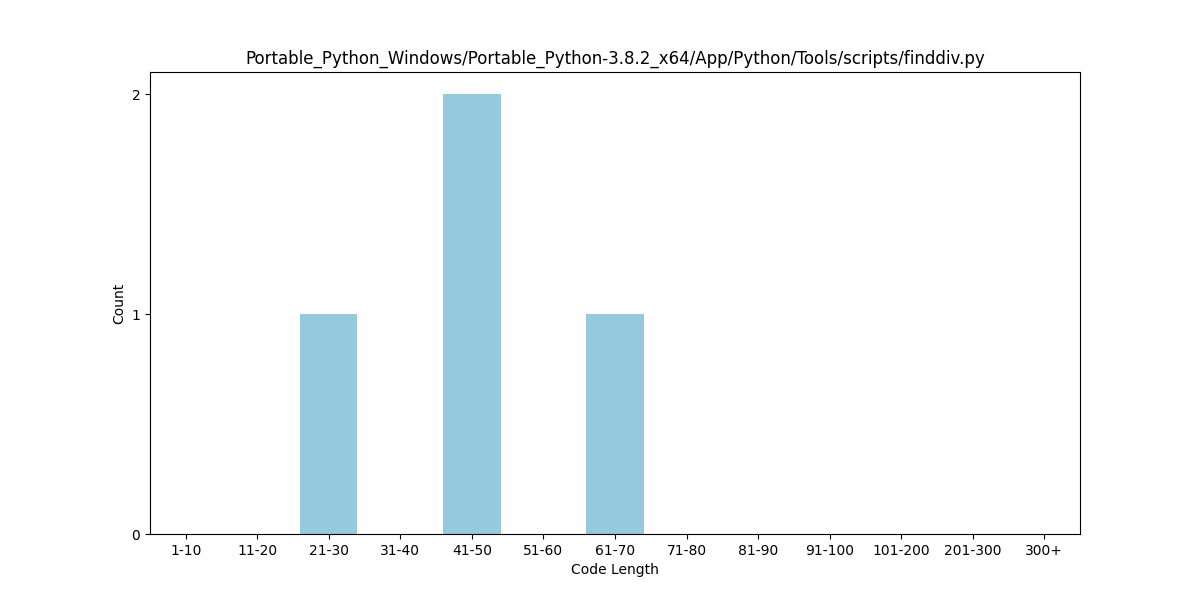 Portable_Python_Windows/Portable_Python-3.8.2_x64/App/Python/Tools/scripts/finddiv.py
2
1
0
Count
1-10 11-20 21-30 31-40 41-50 51-60 61-70 71-80 81-90 91-100 101-200 201-300 300+
Code Length